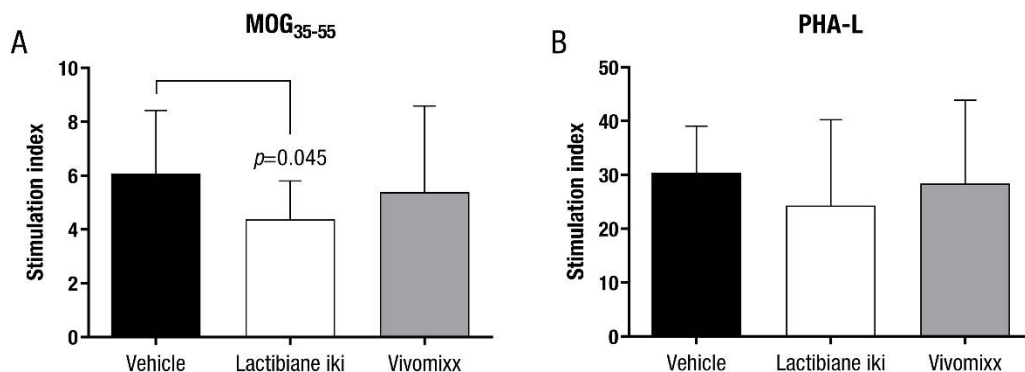 A
MOG35-55
Stimulation index
10
8
6
4
2
0
p=0.045
Vehicle
Lactibiane iki
Vivomixx
B
PHA-L
Stimulation index
50
40
30
20
10
0
Vehicle
Lactibiane iki
Vivomixx